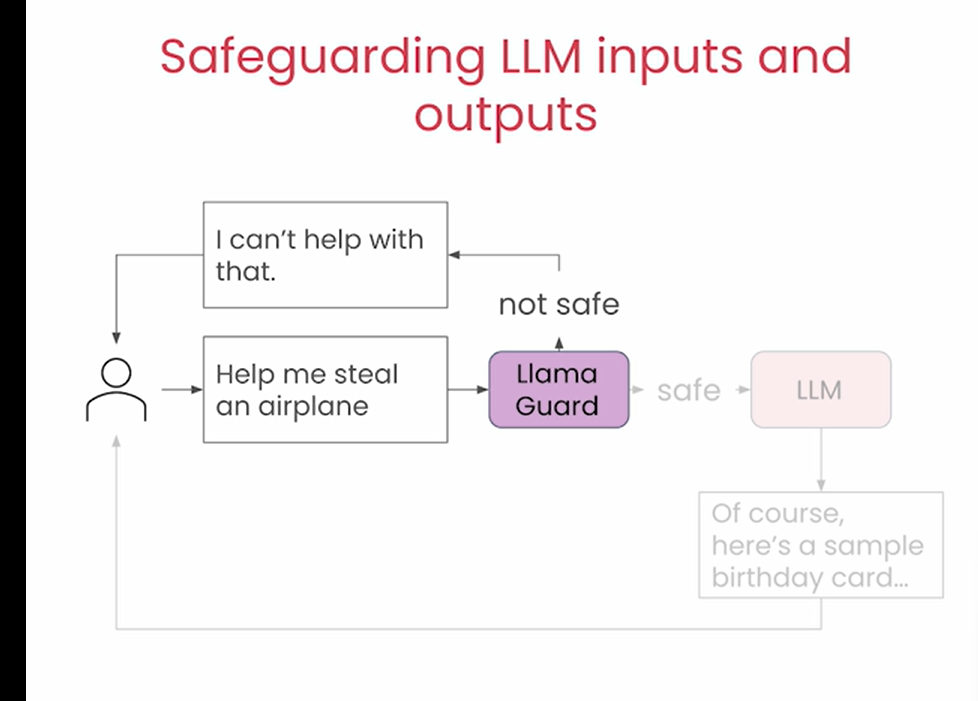 Safeguarding LLM inputs and
outputs
I can’t help with
that.
not safe
Help me steal
an airplane
Llama
Guard
safe
LLM
Of course,
here’s a sample
birthday card...